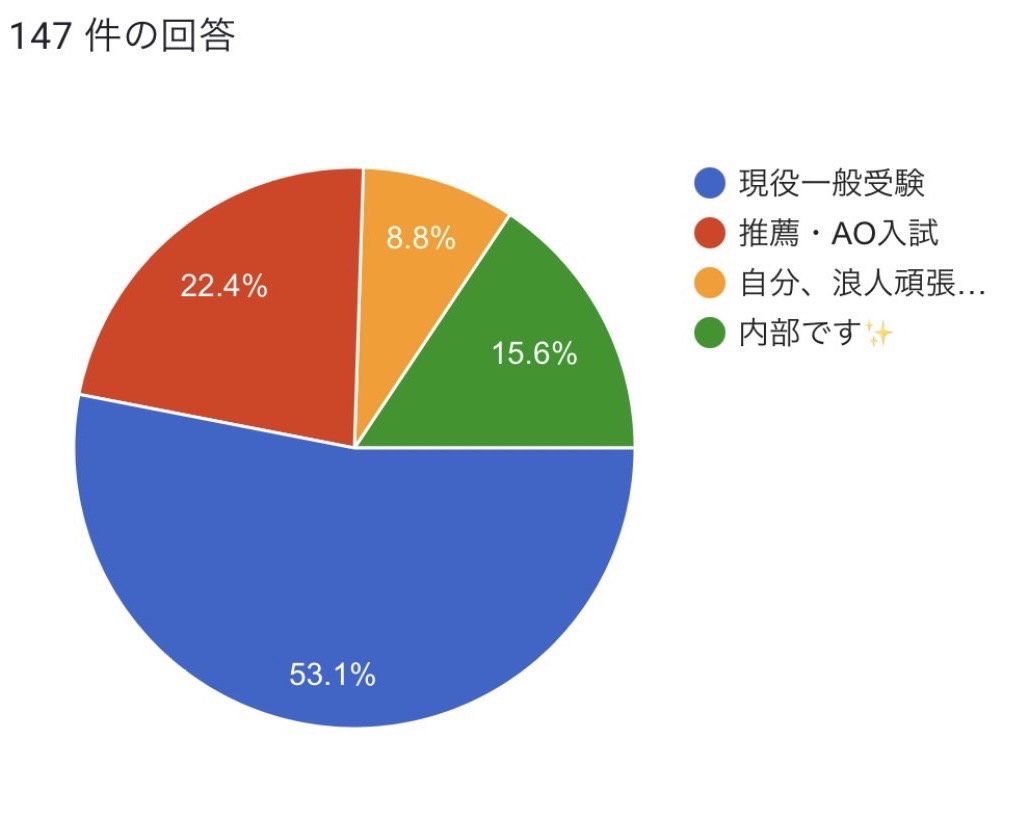 147 件の回答
8.8%
22.4%
15.6%
53.1%
現役一般受験
推薦・AO入試
自分、浪人頑張…
内部です✨